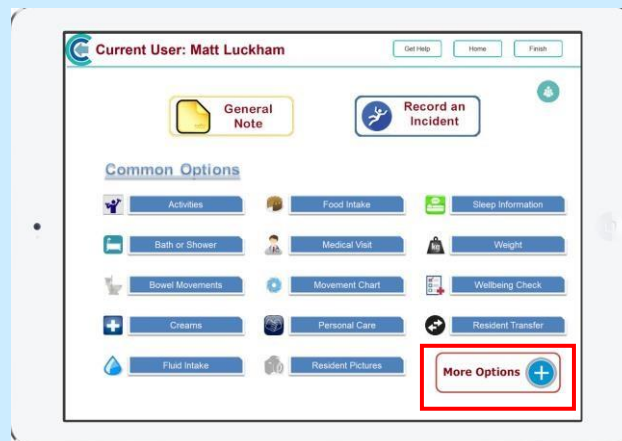 Current User: Matt Luckham
Get Help
Home
Finish
General
Note
Record an
Incident
Common Options
Activities
Food Intake
Sleep Information
Bath or Shower
Medical Visit
Weight
Bowel Movements
Movement Chart
Wellbeing Check
Creams
Personal Care
Resident Transfer
Fluid Intake
Resident Pictures
More Options